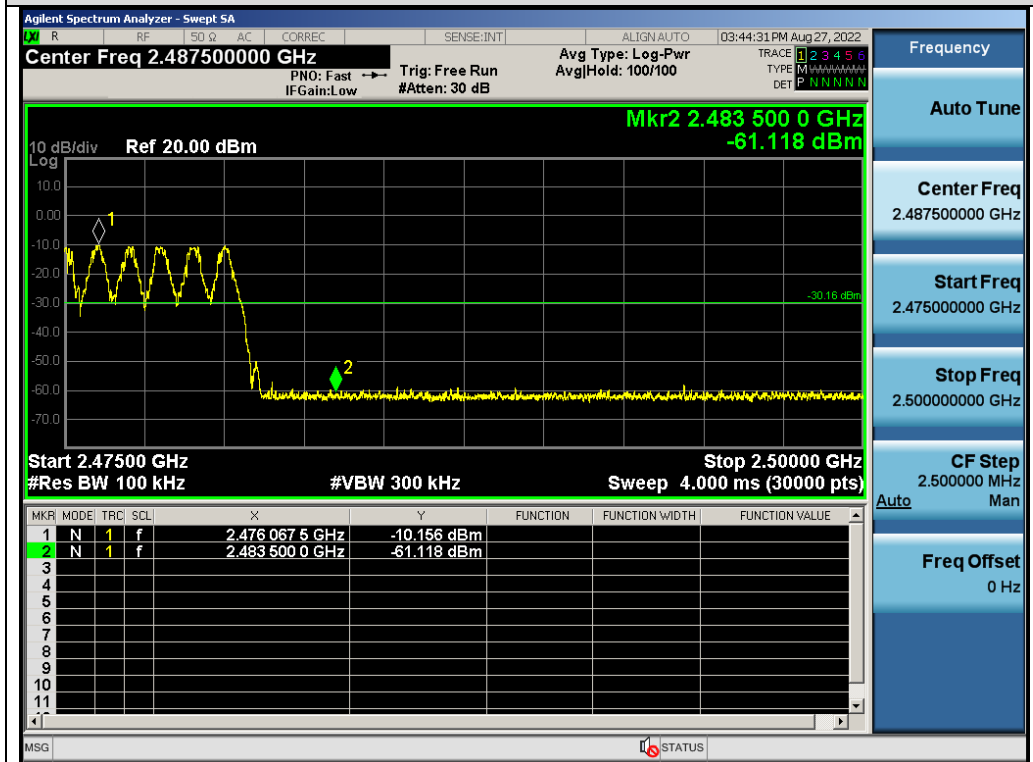 Agilent Spectrum Analyzer - Swept SA
LXI R RF 50 Ω AC CORREC SENSE:INT ALIGN AUTO 03:44:31 PM Aug 27, 2022
Center Freq 2.487500000 GHz
PNO: Fast
IFGain:Low
Trig: Free Run
#Atten: 30 dB
Avg Type: Log-Pwr
Avg|Hold: 100/100
TRACE 1 2 3 4 5 6
TYPE M
DET P N N N N N
Mkr2 2.483 500 0 GHz
-61.118 dBm
10 dB/div Ref 20.00 dBm
Log
10.0
0.00
-10.0
-20.0
-30.0
-40.0
-50.0
-60.0
-70.0
1
2
-30.16 dBm
Start 2.47500 GHz Stop 2.50000 GHz
#Res BW 100 kHz #VBW 300 kHz Sweep 4.000 ms (30000 pts)
MKR MODE TRC SCL X Y FUNCTION FUNCTION WIDTH FUNCTION VALUE
1 N 1 f 2.476 067 5 GHz -10.156 dBm
2 N 1 f 2.483 500 0 GHz -61.118 dBm
3
4
5
6
7
8
9
10
11
MSG STATUS
Frequency
Auto Tune
Center Freq
2.487500000 GHz
Start Freq
2.475000000 GHz
Stop Freq
2.500000000 GHz
CF Step
2.500000 MHz
Auto Man
Freq Offset
0 Hz